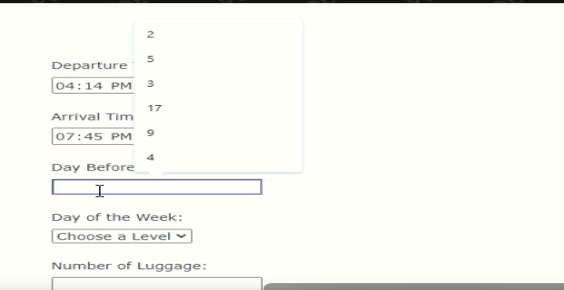 2
5
3
17
9
4
Departure
04:14 PM
Arrival Tim
07:45 PM
Day Before
Day of the Week:
Choose a Level
Number of Luggage: